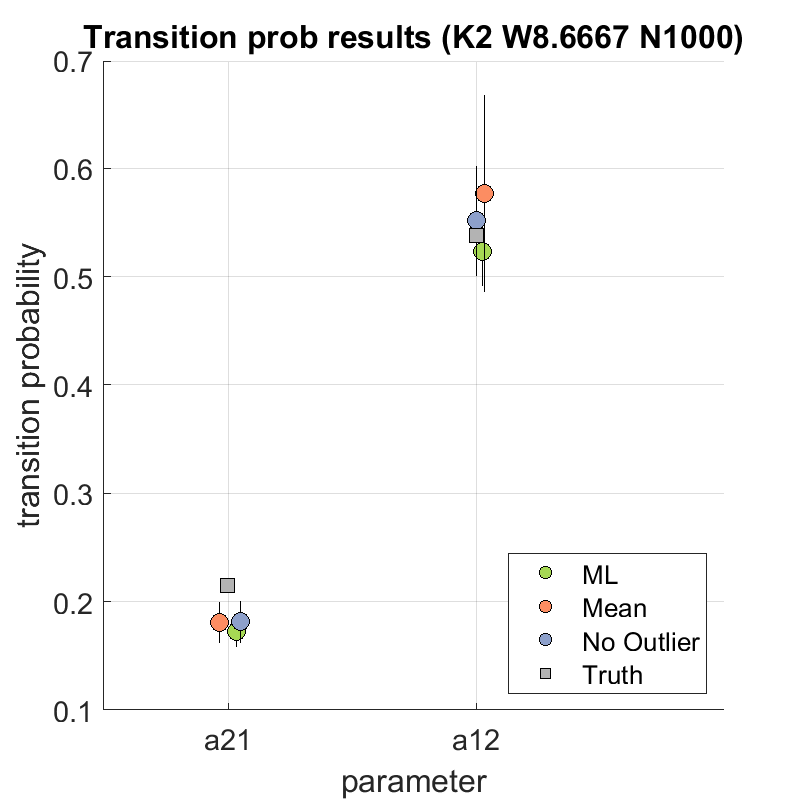 Transition prob results (K2 W8.6667 N1000)
0.7
0.6
0.5
0.4
0.3
0.2
0.1
transition probability
ML
Mean
No Outlier
Truth
a21
a12
parameter